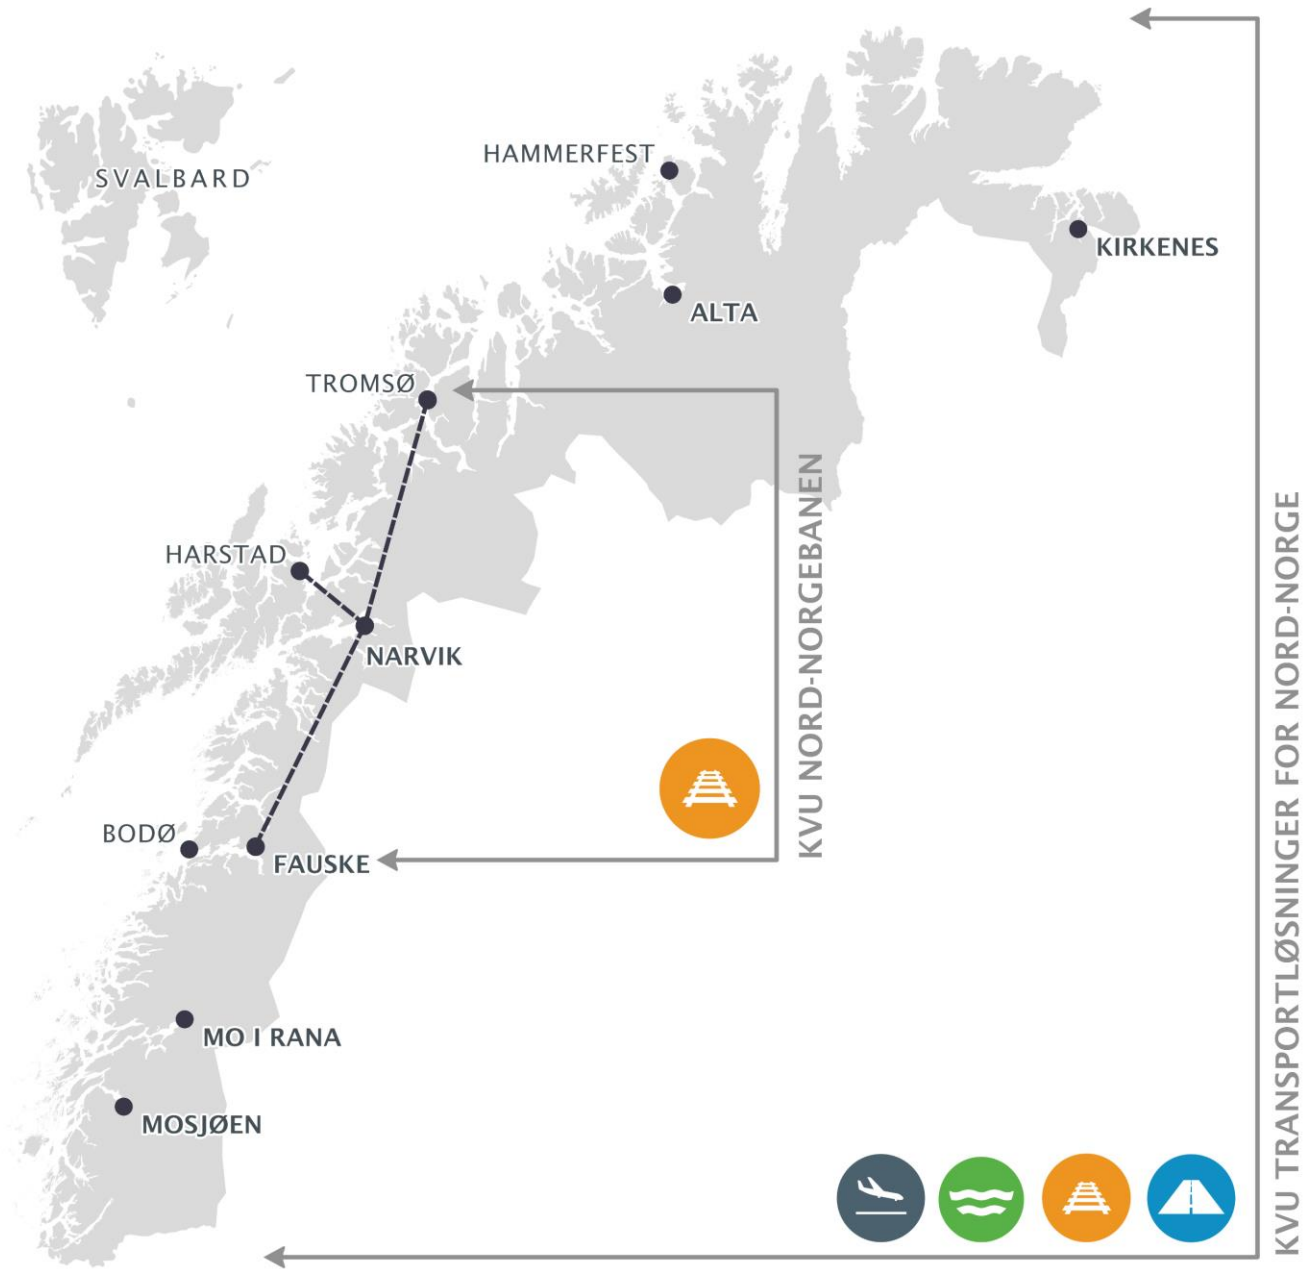 SVALBARD
HAMMERFEST
KIRKENES
ALTA
TROMSØ
HARSTAD
NARVIK
BODØ
FAUSKE
MO I RANA
MOSJØEN
KVU NORD-NORGEBANEN
KVU TRANSPORTLØSNINGER FOR NORD-NORGE